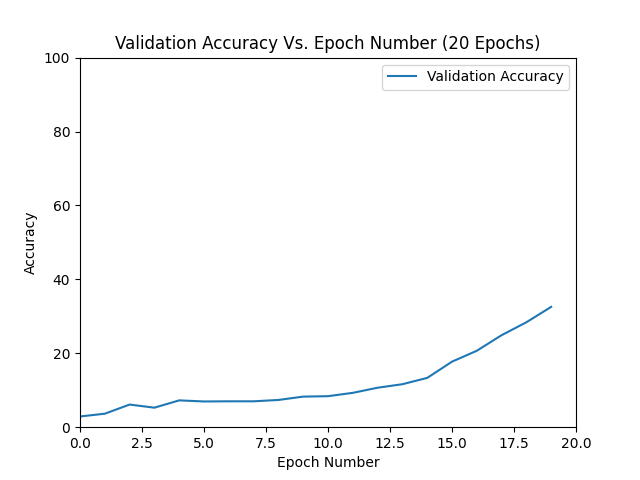 Validation Accuracy Vs. Epoch Number (20 Epochs)
100
Validation Accuracy
80
60
Accuracy
40
20
0
0.0 2.5 5.0 7.5 10.0 12.5 15.0 17.5 20.0
Epoch Number